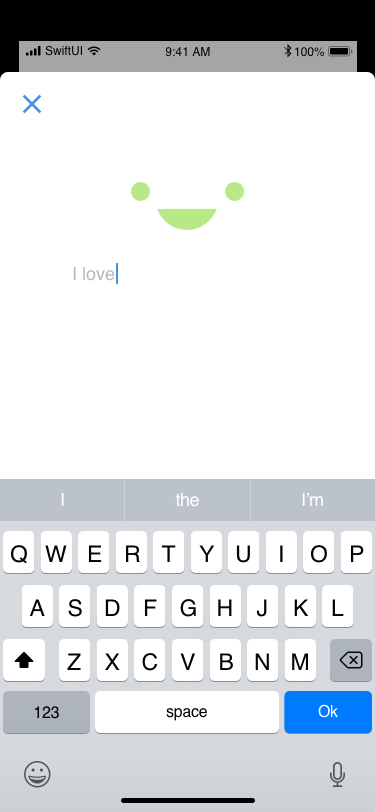 SwiftUI 9:41 AM 100%
I love
I the I'm
Q W E R T Y U I O P
A S D F G H J K L
Z X C V B N M
123 space Ok